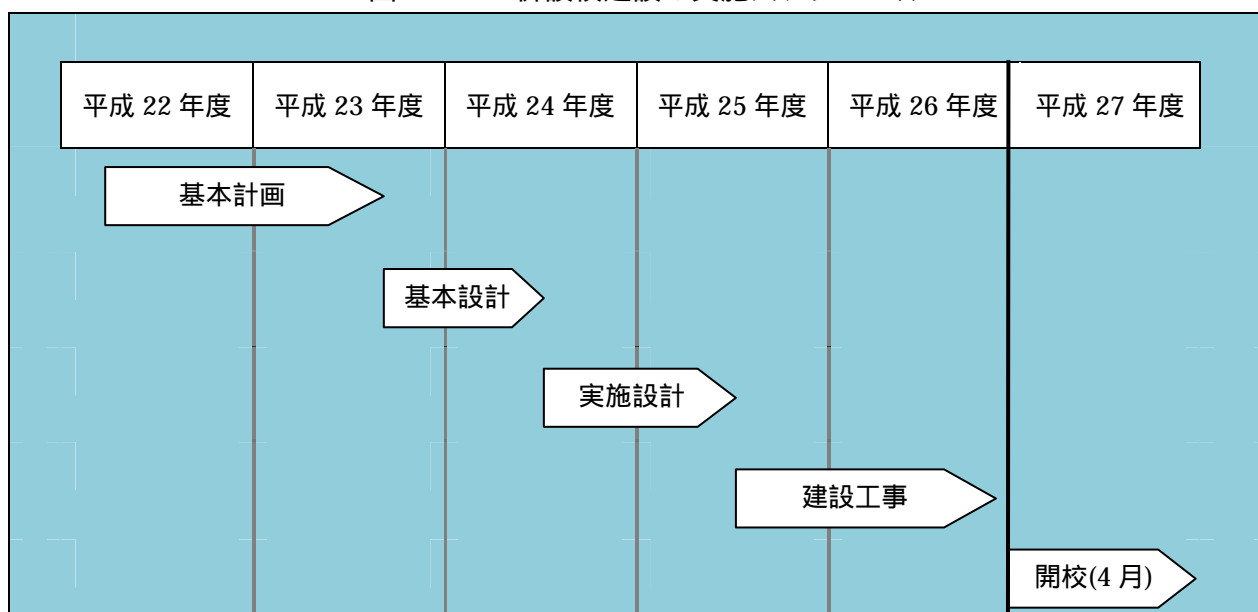 平成 22 年度 平成 23 年度 平成 24 年度 平成 25 年度 平成 26 年度 平成 27 年度
基本計画
基本設計
実施設計
建設工事
開校(4 月)